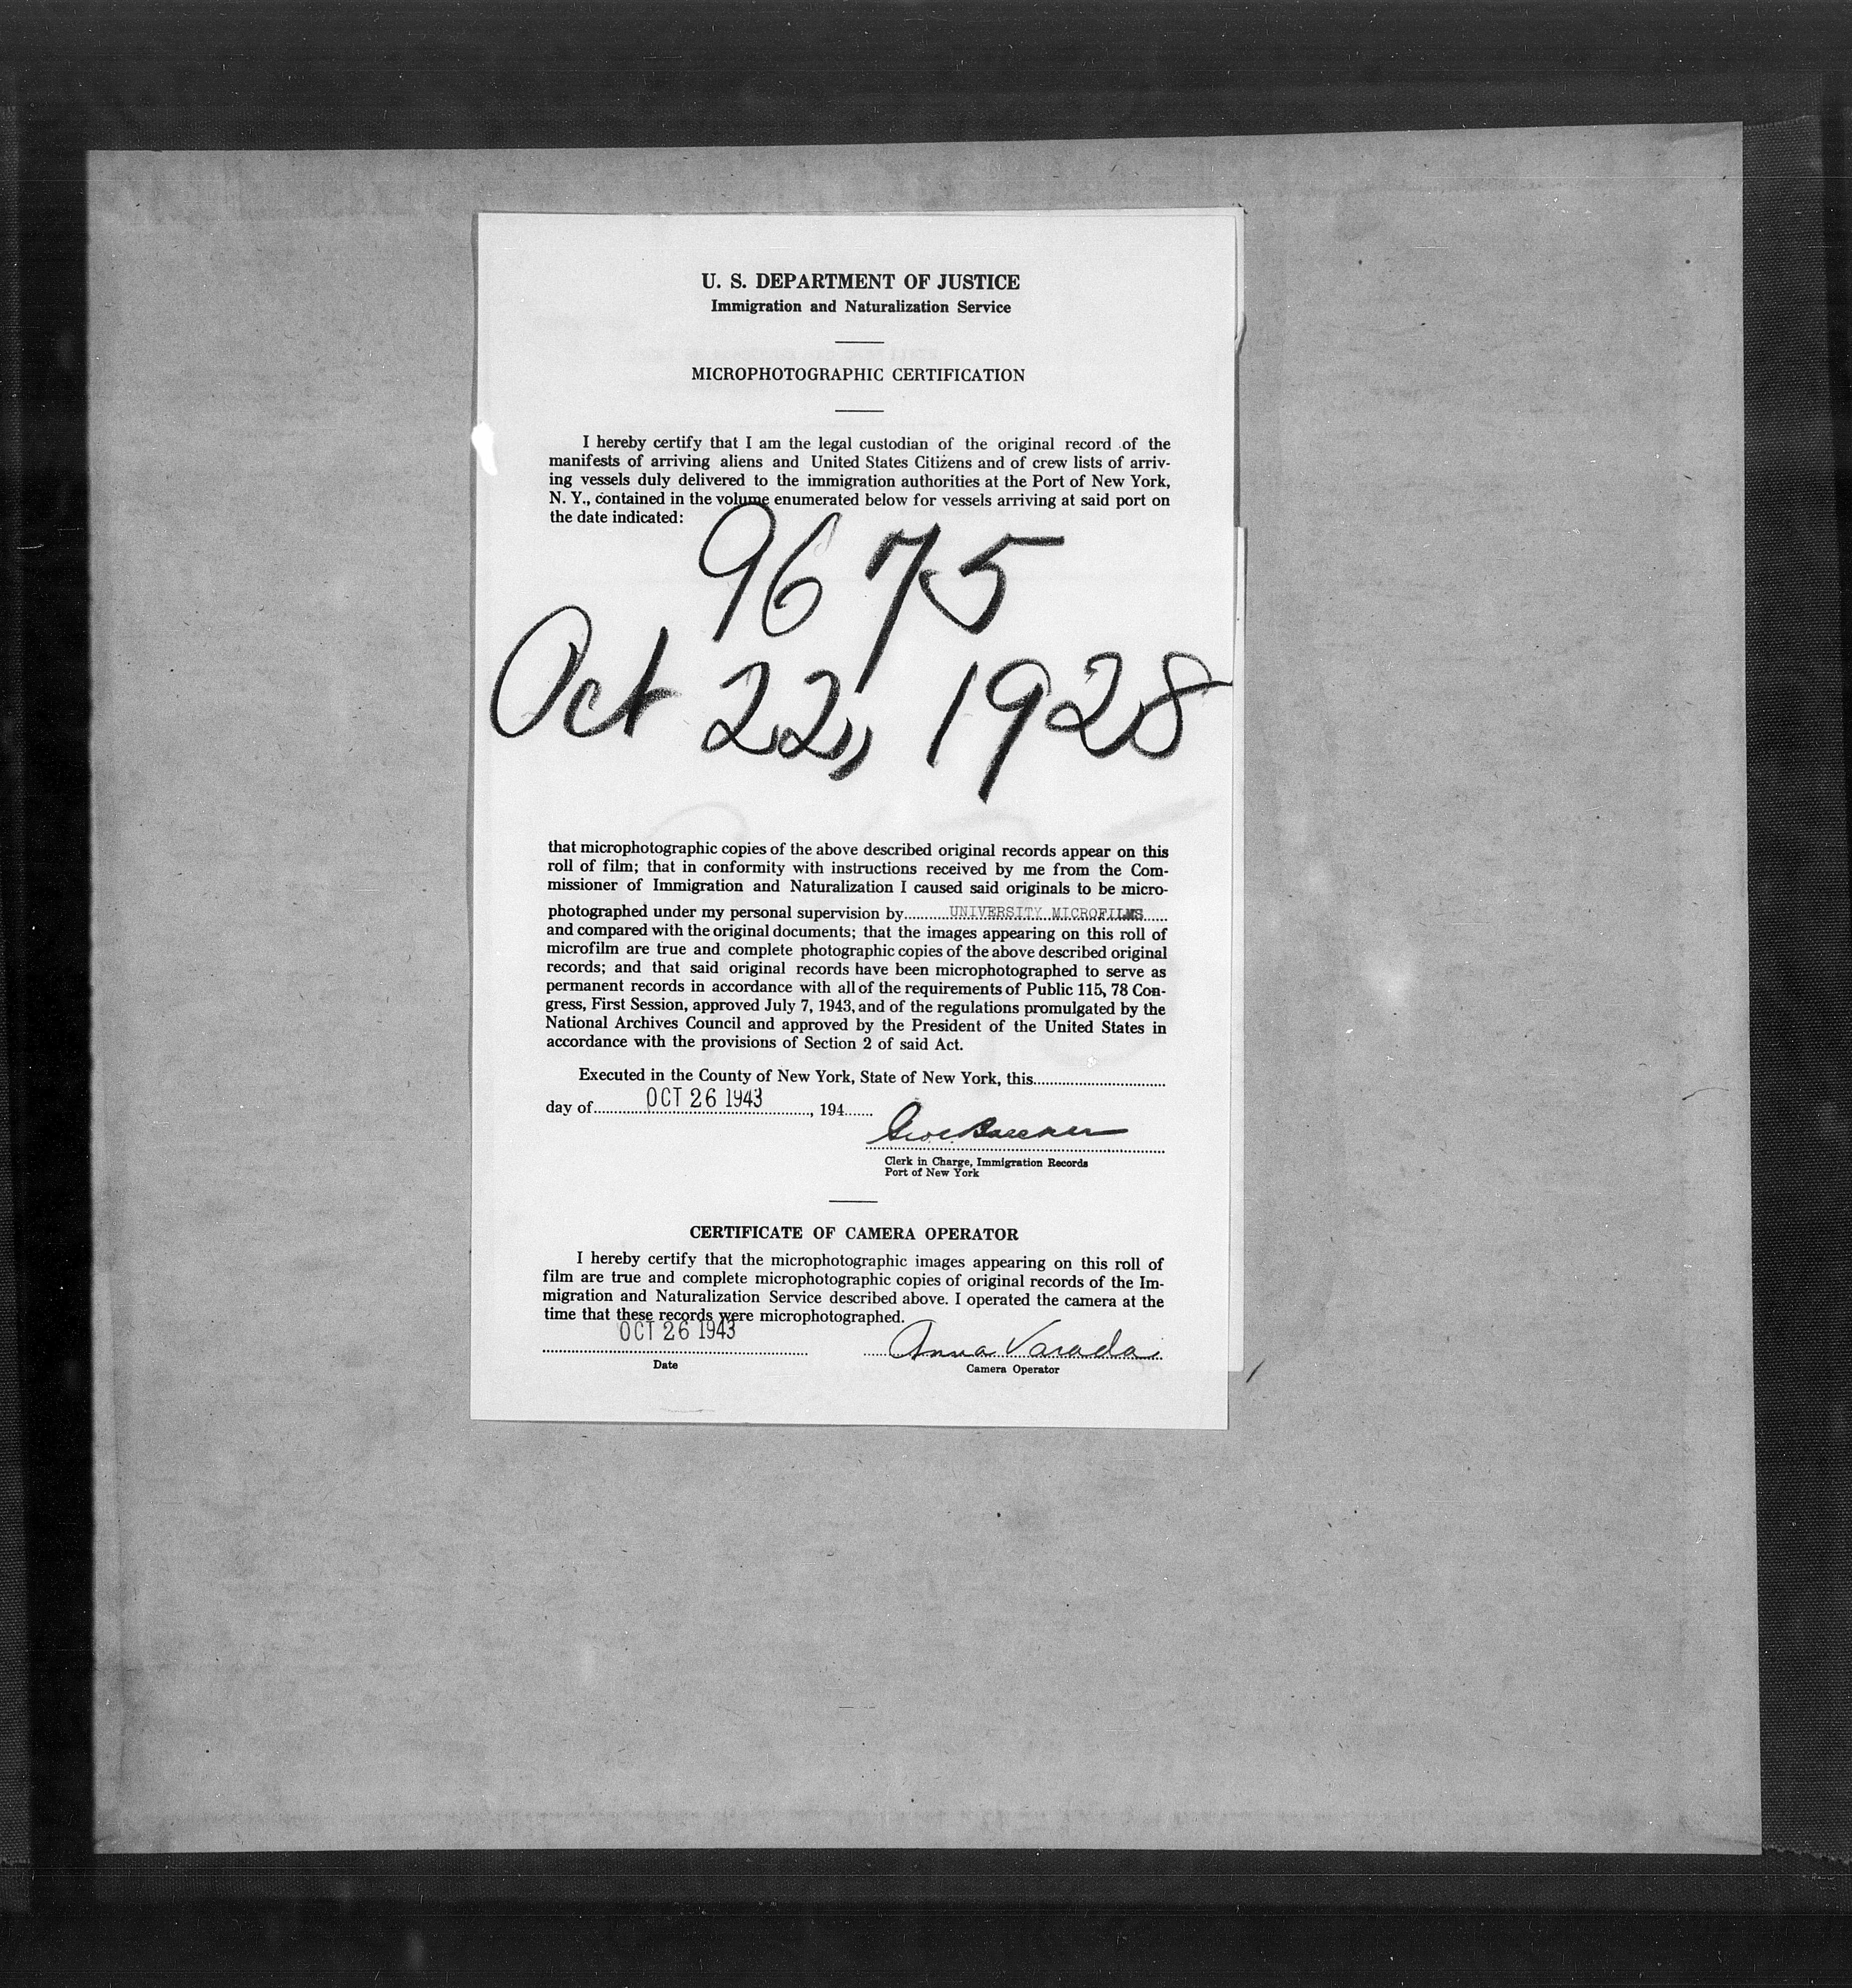 U. S. DEPARTMENT OF JUSTICE
Immigration and Naturalization Service
MICROPHOTOGRAPHIC CERTIFICATION
I hereby certify that I am the legal custodian of the original record of the
manifests of arriving aliens and United States Citizens and of crew lists of arriv-
ing vessels duly delivered to the immigration authorities at the Port of New York,
N. Y., contained in the volume enumerated below for vessels arriving at said port on
the date indicated:
9675
Oct 22,, 1928
that microphotographic copies of the above described original records appear on this
roll of film; that in conformity with instructions received by me from the Com-
missioner of Immigration and Naturalization I caused said originals to be micro-
photographed under my personal supervision by UNIVERSITY MICROFILMS
and compared with the original documents; that the images appearing on this roll of
microfilm are true and complete photographic copies of the above described original
records; and that said original records have been microphotographed to serve as
permanent records in accordance with all of the requirements of Public 115, 78 Con-
gress, First Session, approved July 7, 1943, and of the regulations promulgated by the
National Archives Council and approved by the President of the United States in
accordance with the provisions of Section 2 of said Act.
Executed in the County of New York, State of New York, this
day of OCT 26 1943, 194
Clerk in Charge, Immigration Records
Port of New York
CERTIFICATE OF CAMERA OPERATOR
I hereby certify that the microphotographic images appearing on this roll of
film are true and complete microphotographic copies of original records of the Im-
migration and Naturalization Service described above. I operated the camera at the
time that these records were microphotographed.
OCT 26 1943 Anna Varada
Date Camera Operator